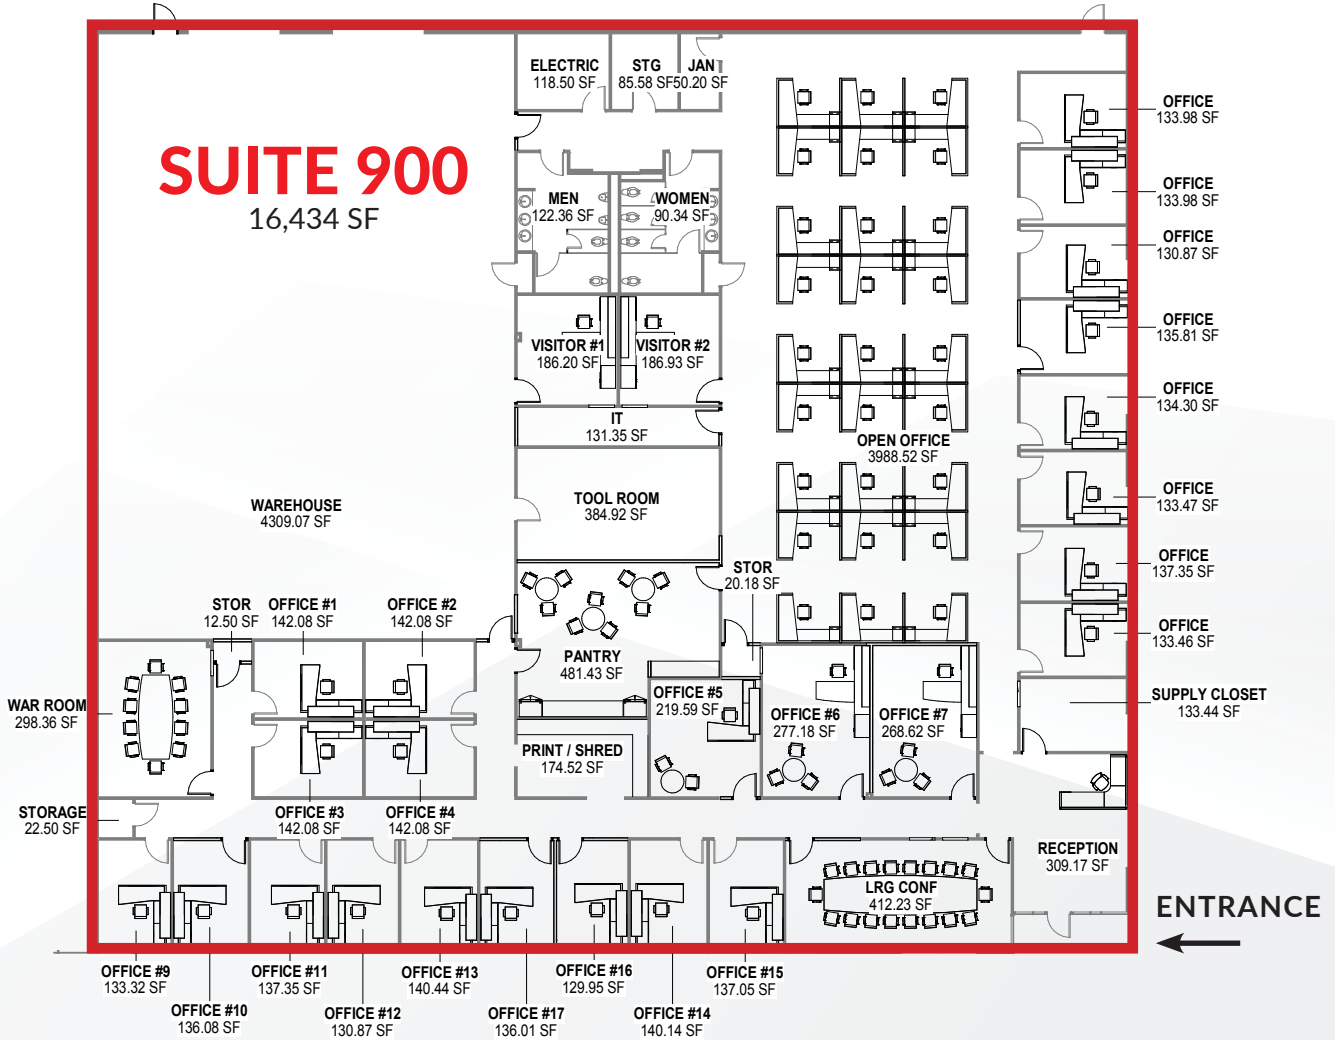 ELECTRIC
118.50 SF
STG
85.58 SF
JAN
50.20 SF
SUITE 900
16,434 SF
MEN
122.36 SF
WOMEN
90.34 SF
OFFICE
133.98 SF
OFFICE
133.98 SF
OFFICE
130.87 SF
OFFICE
135.81 SF
OFFICE
134.30 SF
OFFICE
133.47 SF
OFFICE
137.35 SF
OFFICE
133.46 SF
SUPPLY CLOSET
133.44 SF
VISITOR #1
186.20 SF
VISITOR #2
186.93 SF
IT
131.35 SF
OPEN OFFICE
3988.52 SF
TOOL ROOM
384.92 SF
WAREHOUSE
4309.07 SF
STOR
20.18 SF
STOR
12.50 SF
OFFICE #1
142.08 SF
OFFICE #2
142.08 SF
PANTRY
481.43 SF
WAR ROOM
298.36 SF
OFFICE #5
219.59 SF
OFFICE #6
277.18 SF
OFFICE #7
268.62 SF
PRINT / SHRED
174.52 SF
STORAGE
22.50 SF
OFFICE #3
142.08 SF
OFFICE #4
142.08 SF
RECEPTION
309.17 SF
LRG CONF
412.23 SF
ENTRANCE
OFFICE #9
133.32 SF
OFFICE #10
136.08 SF
OFFICE #11
137.35 SF
OFFICE #12
130.87 SF
OFFICE #13
140.44 SF
OFFICE #17
136.01 SF
OFFICE #16
129.95 SF
OFFICE #14
140.14 SF
OFFICE #15
137.05 SF